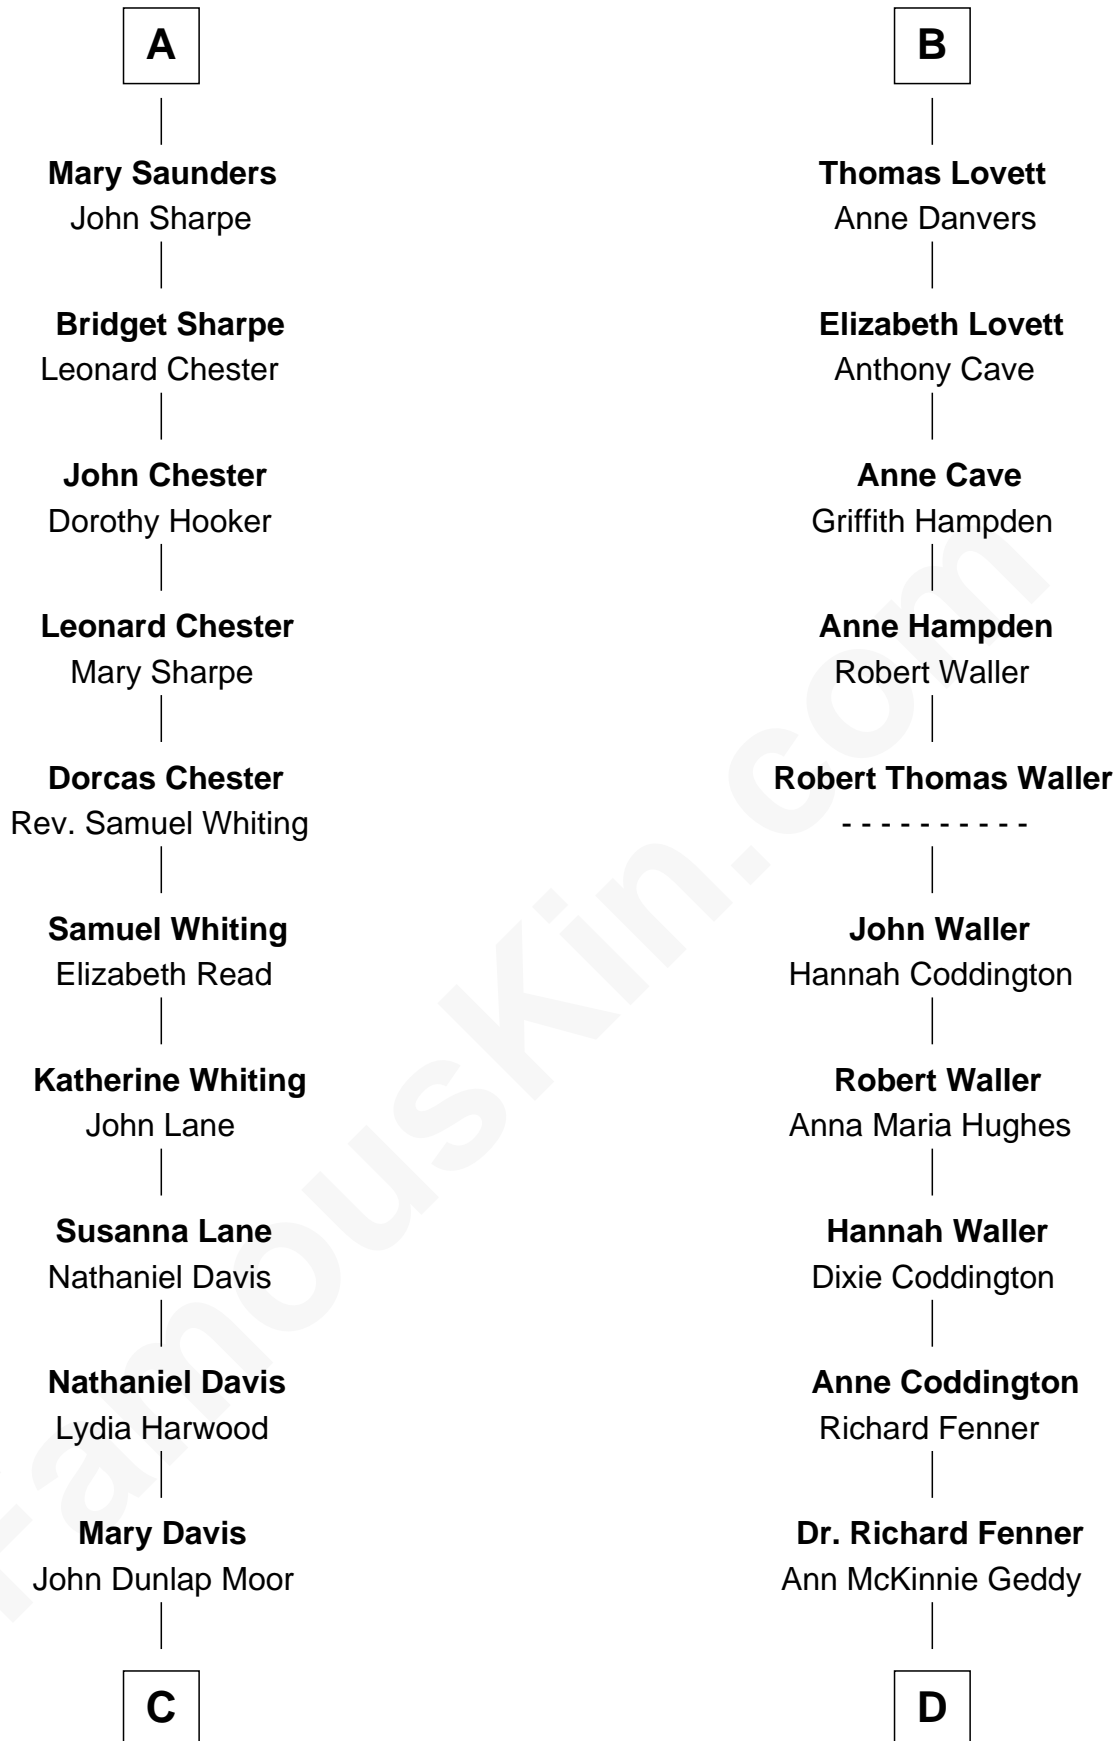 A
Mary Saunders
John Sharpe
Bridget Sharpe
Leonard Chester
John Chester
Dorothy Hooker
Leonard Chester
Mary Sharpe
Dorcas Chester
Rev. Samuel Whiting
Samuel Whiting
Elizabeth Read
Katherine Whiting
John Lane
Susanna Lane
Nathaniel Davis
Nathaniel Davis
Lydia Harwood
Mary Davis
John Dunlap Moor
C
B
Thomas Lovett
Anne Danvers
Elizabeth Lovett
Anthony Cave
Anne Cave
Griffith Hampden
Anne Hampden
Robert Waller
Robert Thomas Waller
- - - - - - - - - -
John Waller
Hannah Coddington
Robert Waller
Anna Maria Hughes
Hannah Waller
Dixie Coddington
Anne Coddington
Richard Fenner
Dr. Richard Fenner
Ann McKinnie Geddy
D
FamousKin.com